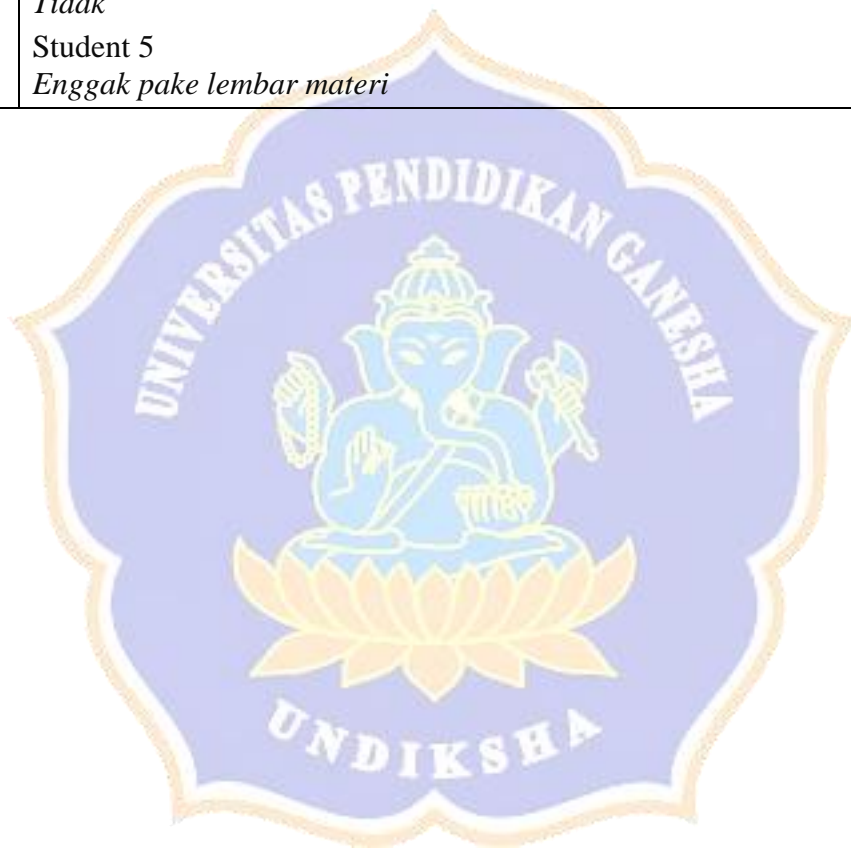 Tidak
Student 5
Enggak pake lembar materi
UNIVERSITAS PENDIDIKAN GANESHA
UNDIKSHA